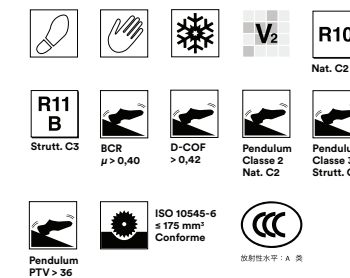 V2
R10
Nat. C2
R11
B
Strutt. C3
BCR
μ > 0,40
D-COF
> 0,42
Pendulum
Classe 2
Nat. C2
Pendulum
Classe 3
Strutt. C
Pendulum
PTV > 36
ISO 10545-6
≤ 175 mm³
Conforme
CCC
放射性水平：A 类